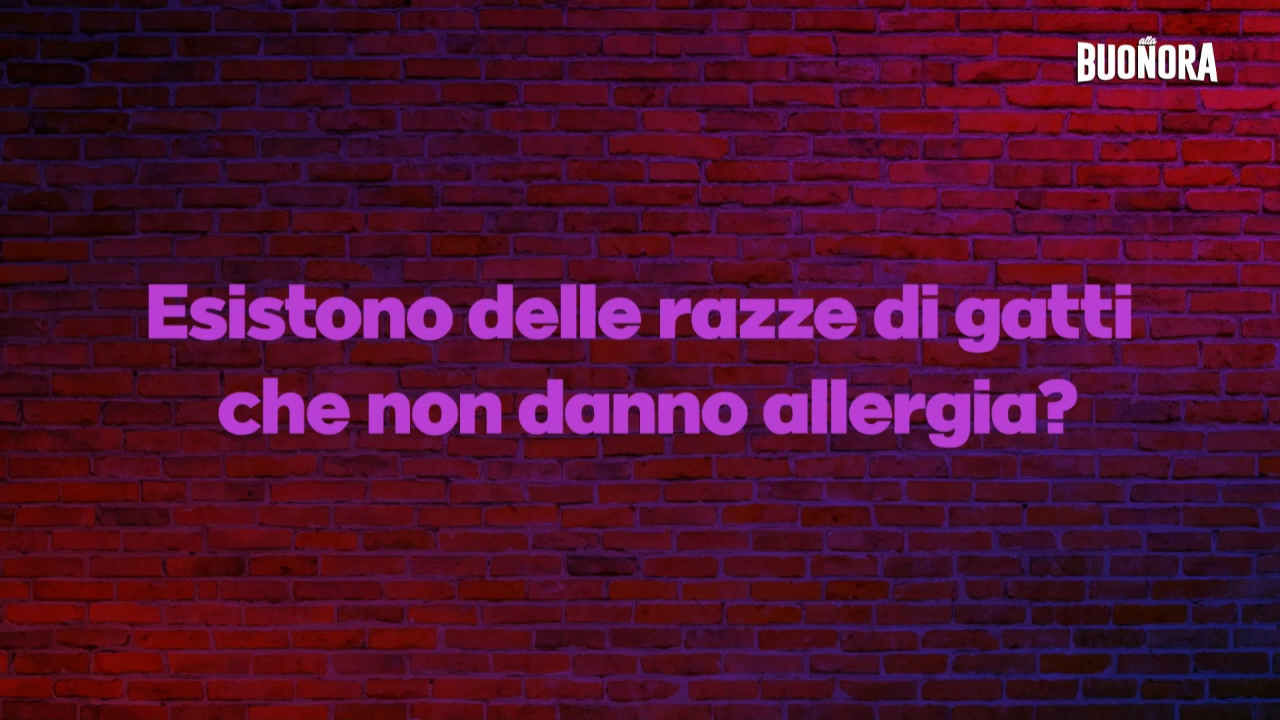 alla
BUONORA
Esistono delle razze di gatti
che non danno allergia?